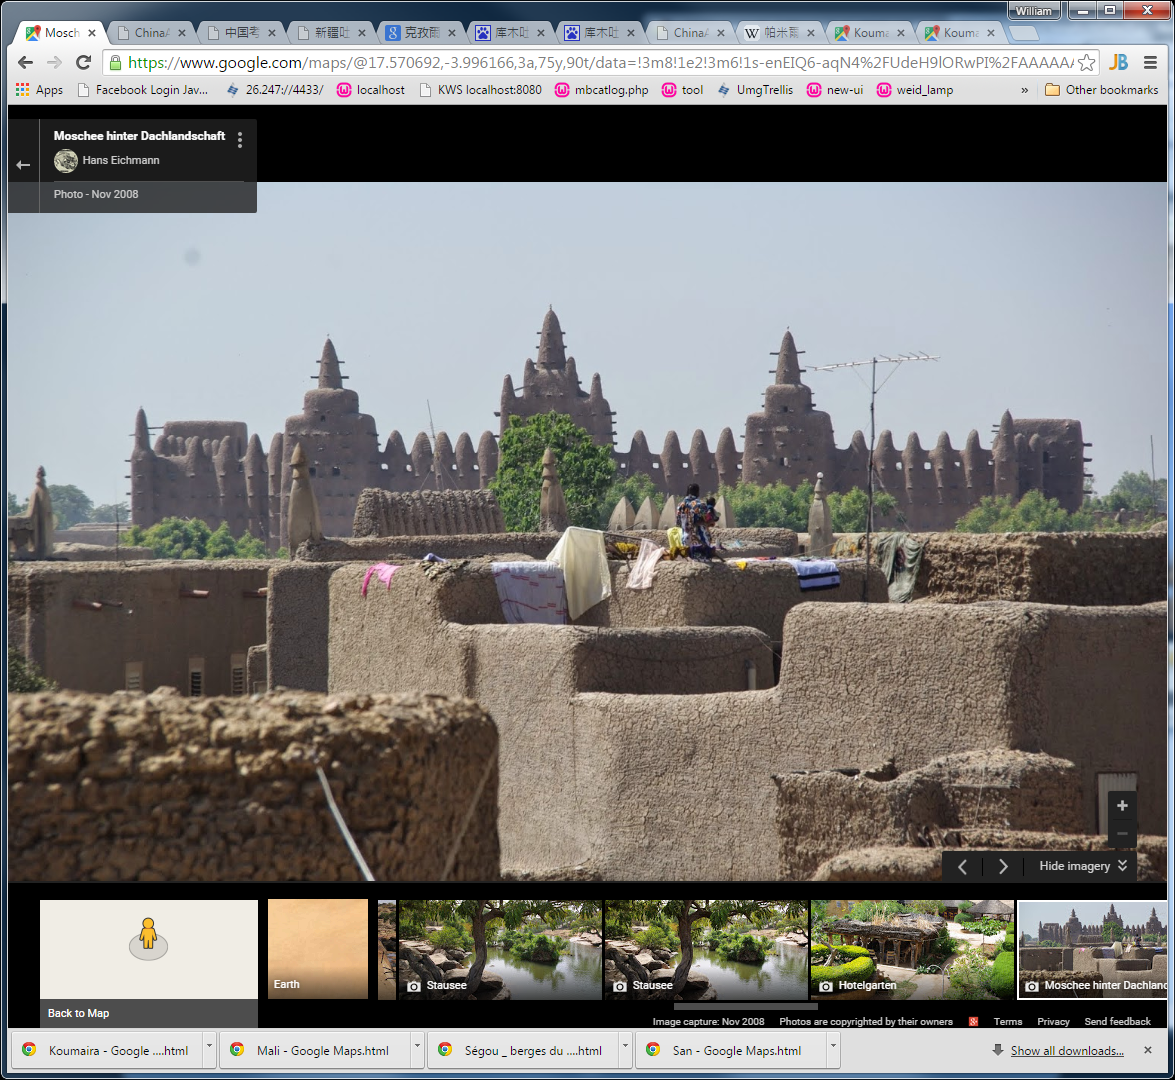 William
Mosch
ChinaA
中国考
新疆吐
克孜爾
库木吐
库木吐
ChinaA
帕米爾
Kouma
Kouma
https://www.google.com/maps/@17.570692,-3.996166,3a,75y,90t/data=!3m8!1e2!3m6!1s-enEIQ6-aqN4%2FUdeH9lORwPI%2FAAAAAA
Apps
Facebook Login Jav...
26.247://4433/
localhost
KWS localhost:8080
mbcatlog.php
tool
UmgTrellis
new-ui
weid_lamp
»
Other bookmarks
Moschee hinter Dachlandschaft
Hans Eichmann
Photo - Nov 2008
Hide imagery
Back to Map
Earth
Stausee
Stausee
Hotelgarten
Moschee hinter Dachland
Image capture: Nov 2008
Photos are copyrighted by their owners
Terms
Privacy
Send feedback
Koumaira - Google ....html
Mali - Google Maps.html
Ségou _ berges du ....html
San - Google Maps.html
Show all downloads...